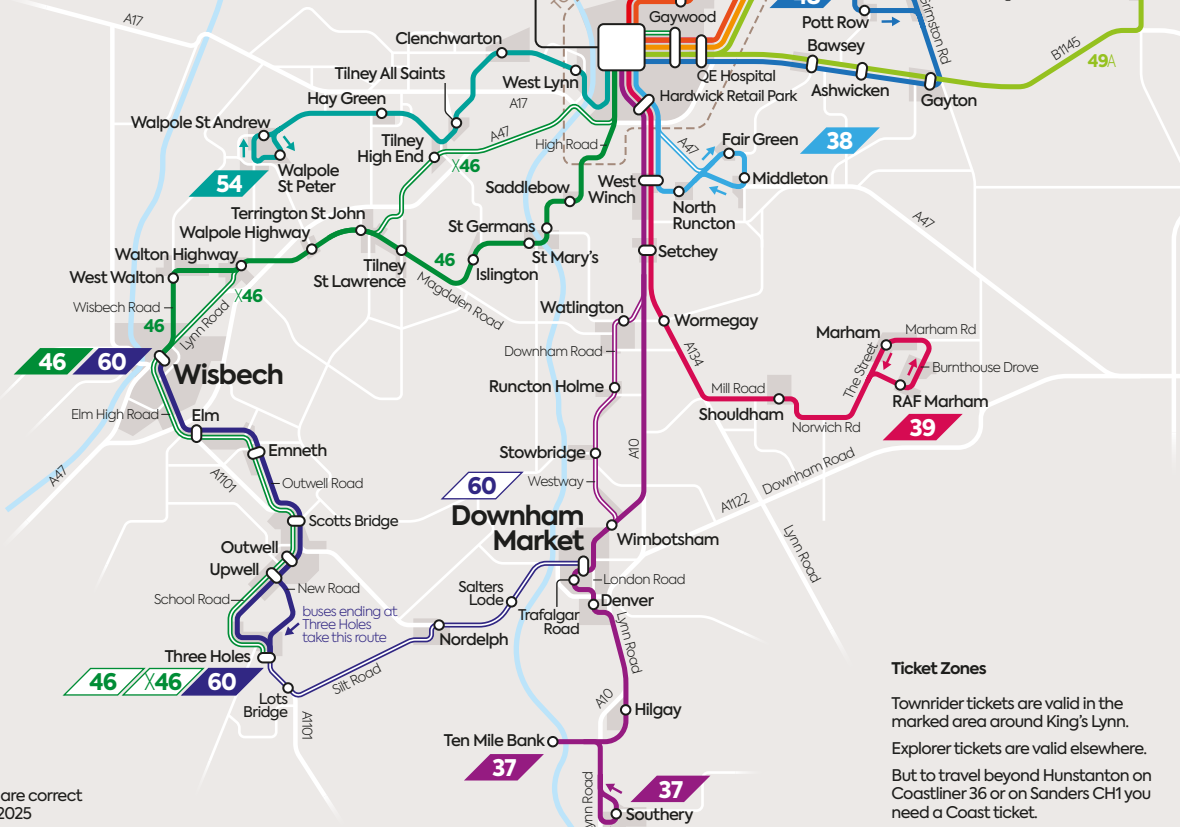 A17
Gaywood
Pott Row
Grimston Rd
B1145
49A
Clenchwarton
Bawsey
Tilney All Saints
West Lynn
QE Hospital
Ashwicken
Gayton
Hay Green
A17
Hardwick Retail Park
Walpole St Andrew
A47
Tilney
High End
X46
High Road
A47
Fair Green
38
Walpole
St Peter
54
Saddlebow
West
Winch
Middleton
North
Runcton
A47
Terrington St John
Walpole Highway
St Germans
Walton Highway
Tilney
St Lawrence
46
St Mary's
Islington
Setchey
West Walton
X46
Magdalen Road
Wisbech Road
46
Lynn Road
Watlington
Wormegay
A134
Marham
Marham Rd
The Street
Burnthouse Drove
RAF Marham
39
46
60
Wisbech
Downham Road
Runcton Holme
Mill Road
Shouldham
Norwich Rd
Elm High Road
Elm
Emneth
A47
A1101
Outwell Road
Stowbridge
A10
Westway
60
Downham
Market
Downham Road
A1122
Scotts Bridge
Wimbotsham
Lynn Road
Outwell
Upwell
New Road
School Road
Salters
Lode
London Road
Trafalgar
Road
Denver
Lynn Road
buses ending at
Three Holes
take this route
Nordelph
Three Holes
46
X46
60
Silt Road
Lots
Bridge
A1101
A10
Hilgay
Ten Mile Bank
37
37
Southery
Ticket Zones
Townrider tickets are valid in the
marked area around King's Lynn.
Explorer tickets are valid elsewhere.
But to travel beyond Hunstanton on
Coastliner 36 or on Sanders CH1 you
need a Coast ticket.
are correct
2025